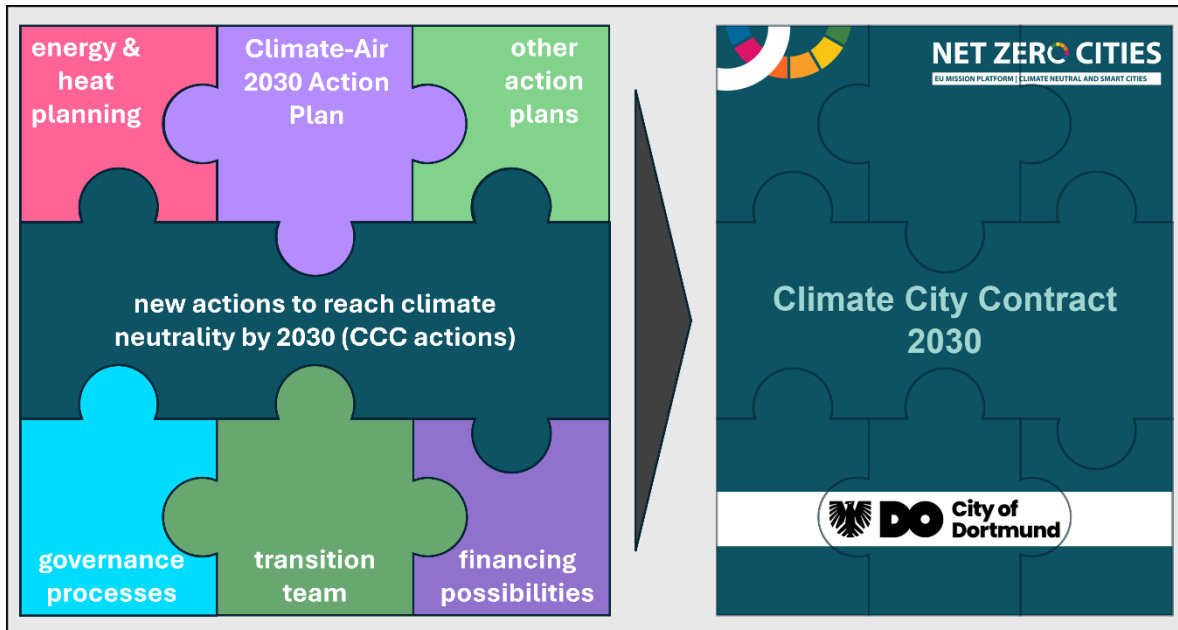 energy &
heat
planning
Climate-Air
2030 Action
Plan
other
action
plans
new actions to reach climate
neutrality by 2030 (CCC actions)
governance
processes
transition
team
financing
possibilities
NET ZERO CITIES
EU MISSION PLATFORM | CLIMATE NEUTRAL AND SMART CITIES
Climate City Contract
2030
DO City of
Dortmund